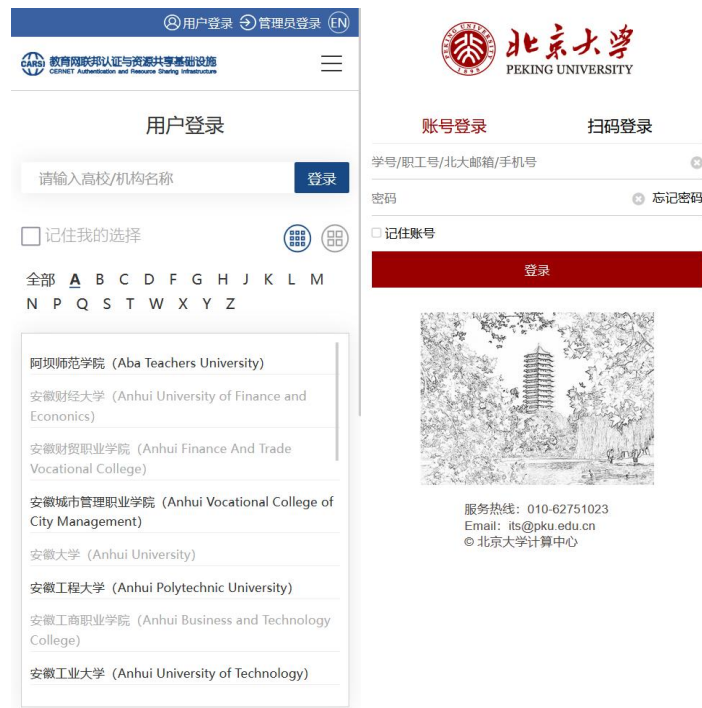 用户登录 管理员登录 EN
CARSI 教育网联邦认证与资源共享基础设施
CERNET Authentication and Resource Sharing Infrastructure
用户登录
请输入高校/机构名称 登录
记住我的选择
全部 A B C D F G H J K L M
N P Q S T W X Y Z
阿坝师范学院（Aba Teachers University)
安徽财经大学（Anhui University of Finance and
Econonics)
安徽财贸职业学院（Anhui Finance And Trade
Vocational College)
安徽城市管理职业学院（Anhui Vocational College of
City Management)
安徽大学（Anhui University)
安徽工程大学（Anhui Polytechnic University)
安徽工商职业学院（Anhui Business and Technology
College)
安徽工业大学（Anhui University of Technology)
PEKING UNIVERSITY
1898
北京大学
PEKING UNIVERSITY
账号登录 扫码登录
学号/职工号/北大邮箱/手机号
密码 忘记密码
记住账号
登录
服务热线：010-62751023
Email：its@pku.edu.cn
© 北京大学计算中心